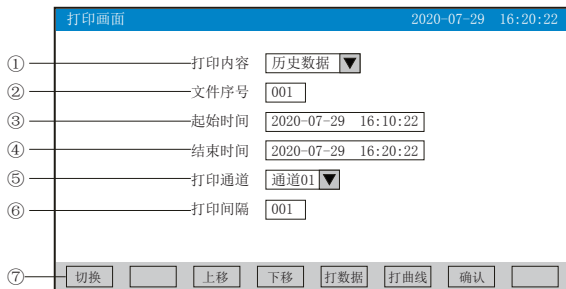 打印画面 2020-07-29 16:20:22
① 打印内容 历史数据 ▼
② 文件序号 001
③ 起始时间 2020-07-29 16:10:22
④ 结束时间 2020-07-29 16:20:22
⑤ 打印通道 通道01 ▼
⑥ 打印间隔 001
⑦ 切换 上移 下移 打数据 打曲线 确认